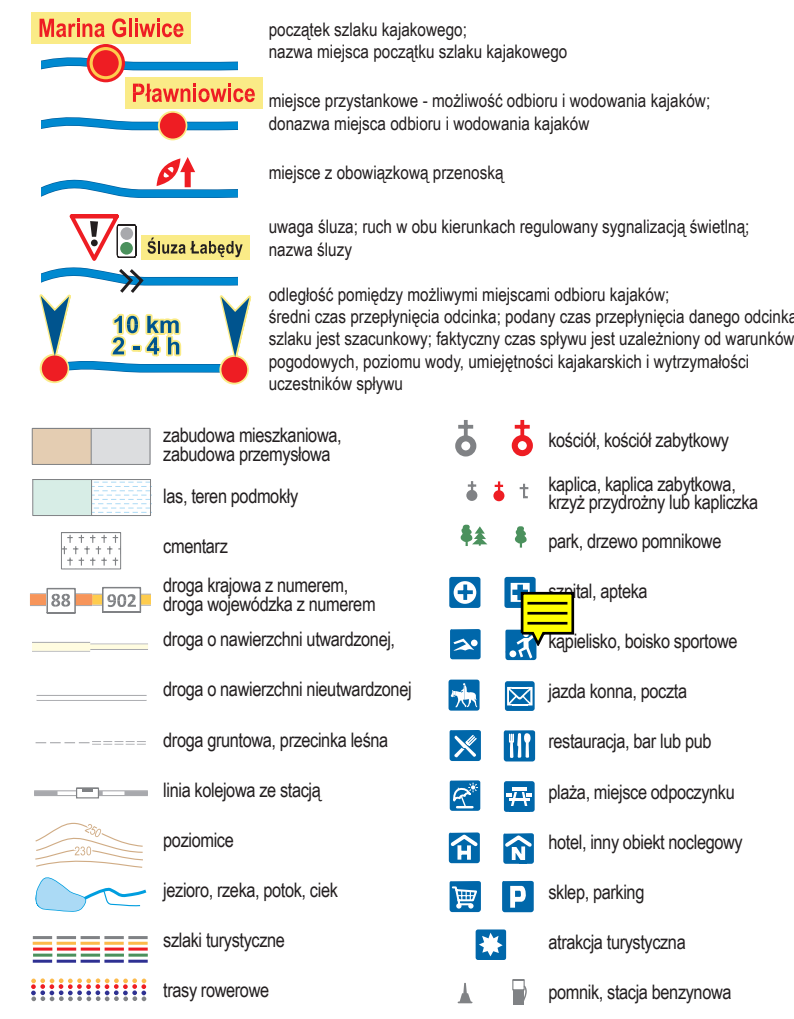 Marina Gliwice
początek szlaku kajakowego;
nazwa miejsca początku szlaku kajakowego
Pławniowice
miejsce przystankowe - możliwość odbioru i wodowania kajaków;
donazwa miejsca odbioru i wodowania kajaków
miejsce z obowiązkową przenoską
Śluza Łabędy
uwaga śluza; ruch w obu kierunkach regulowany sygnalizacją świetlną;
nazwa śluzy
10 km
2 - 4 h
odległość pomiędzy możliwymi miejscami odbioru kajaków;
średni czas przepłynięcia odcinka; podany czas przepłynięcia danego odcinka
szlaku jest szacunkowy; faktyczny czas spływu jest uzależniony od warunków
pogodowych, poziomu wody, umiejętności kajakarskich i wytrzymałości
uczestników spływu
zabudowa mieszkaniowa,
zabudowa przemysłowa
las, teren podmokły
cmentarz
88 902
droga krajowa z numerem,
droga wojewódzka z numerem
droga o nawierzchni utwardzonej,
droga o nawierzchni nieutwardzonej
droga gruntowa, przecinka leśna
linia kolejowa ze stacją
250
230
poziomice
jezioro, rzeka, potok, ciek
szlaki turystyczne
trasy rowerowe
kościół, kościół zabytkowy
kaplica, kaplica zabytkowa,
krzyż przydrożny lub kapliczka
park, drzewo pomnikowe
szpital, apteka
kąpielisko, boisko sportowe
jazda konna, poczta
restauracja, bar lub pub
plaża, miejsce odpoczynku
H N
hotel, inny obiekt noclegowy
P
sklep, parking
atrakcja turystyczna
pomnik, stacja benzynowa